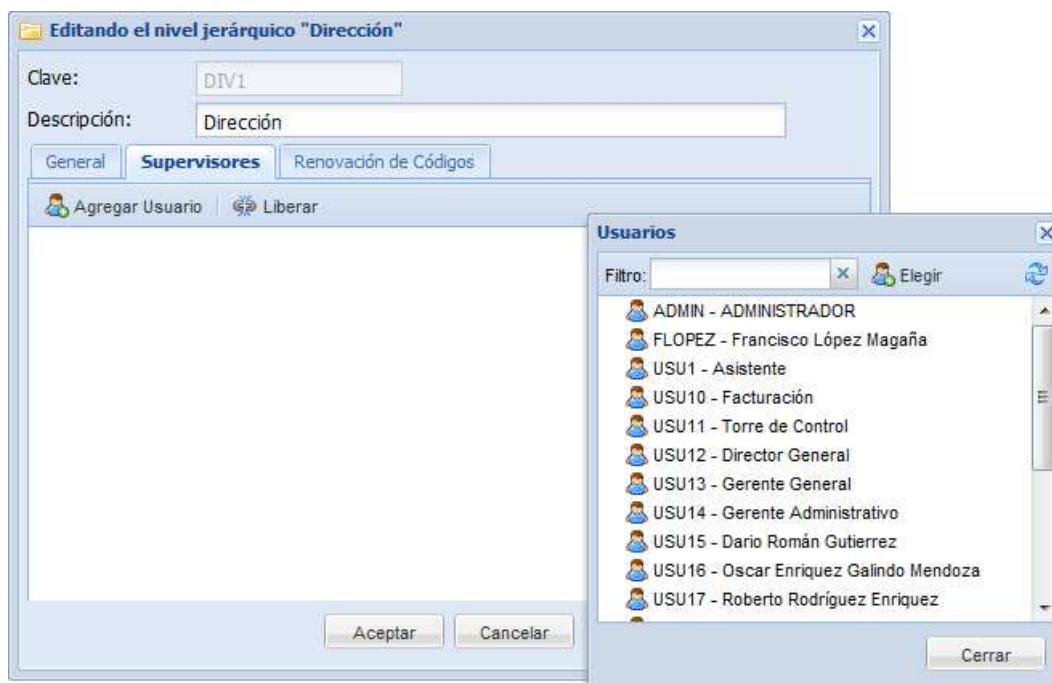 Editando el nivel jerárquico "Dirección"
Clave: DIV1
Descripción: Dirección
General Supervisores Renovación de Códigos
Agregar Usuario Liberar
Aceptar Cancelar
Usuarios
Filtro: Elegir
ADMIN - ADMINISTRADOR
FLOPEZ - Francisco López Magaña
USU1 - Asistente
USU10 - Facturación
USU11 - Torre de Control
USU12 - Director General
USU13 - Gerente General
USU14 - Gerente Administrativo
USU15 - Dario Román Gutierrez
USU16 - Oscar Enriquez Galindo Mendoza
USU17 - Roberto Rodríguez Enriquez
Cerrar